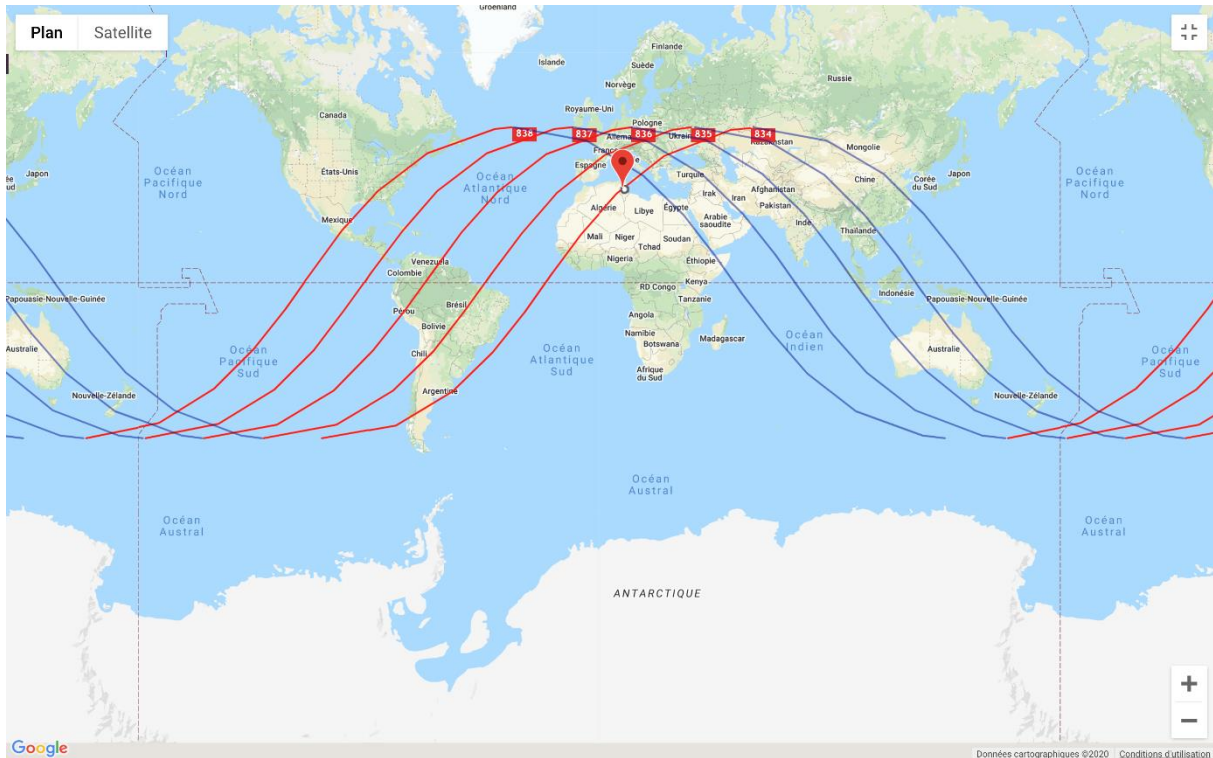 Plan
Satellite
Groenland
Islande
Finlande
Suède
Norvège
Russie
Canada
Royaume-Uni
Pologne
838
837
836
835
834
Kazakhstan
Mongolie
Japon
Océan
Pacifique
Nord
États-Unis
Océan
Atlantique
Nord
Espagne
Turquie
Chine
Corée
du Sud
Japon
Océan
Pacifique
Nord
Irak
Iran
Afghanistan
Pakistan
Mexique
Algérie
Libye
Égypte
Arabie
saoudite
Inde
Mali
Niger
Tchad
Soudan
Thaïlande
Venezuela
Colombie
Nigeria
Éthiopie
RD Congo
Kenya
Tanzanie
Indonésie
Papouasie-Nouvelle-Guinée
Papouasie-Nouvelle-Guinée
Pérou
Brésil
Bolivie
Angola
Namibie
Botswana
Madagascar
Océan
Indien
Australie
Australie
Océan
Pacifique
Sud
Chili
Océan
Atlantique
Sud
Afrique
du Sud
Océan
Pacifique
Sud
Nouvelle-Zélande
Argentine
Nouvelle-Zélande
Océan
Austral
Océan
Austral
Océan
Austral
ANTARCTIQUE
Google
Données cartographiques ©2020
Conditions d'utilisation